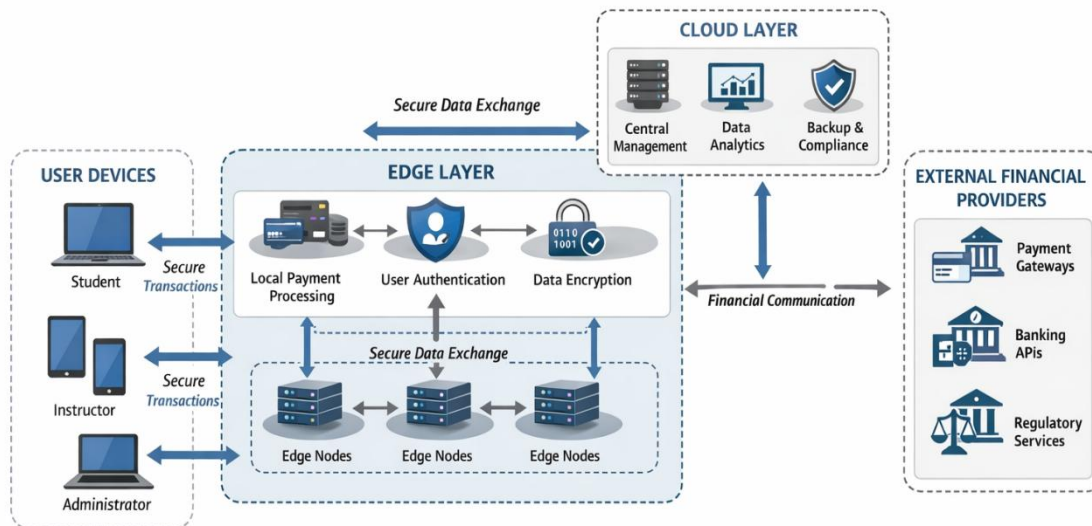 CLOUD LAYER
Central
Management
Data
Analytics
Backup &
Compliance
Secure Data Exchange
USER DEVICES
Student
Secure
Transactions
Instructor
Secure
Transactions
Administrator
EDGE LAYER
Local Payment
Processing
User Authentication
0110
1001
Data Encryption
Secure Data Exchange
Edge Nodes
Edge Nodes
Edge Nodes
Financial Communication
EXTERNAL FINANCIAL
PROVIDERS
Payment
Gateways
Banking
APis
Regulatory
Services